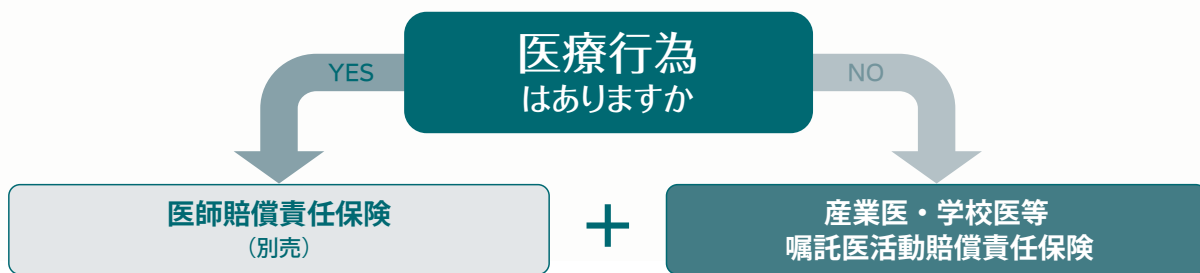 医療行為
はありますか
YES
NO
医師賠償責任保険
（別売）
＋
産業医・学校医等
嘱託医活動賠償責任保険